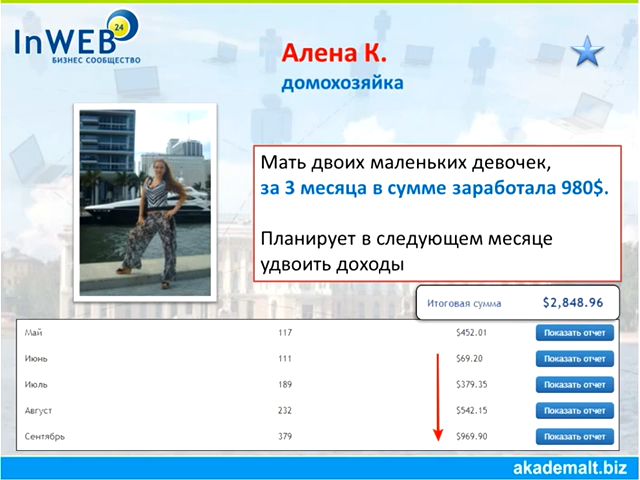 InWEB 24
БИЗНЕС СООБЩЕСТВО
Алена К.
домохозяйка
Мать двоих маленьких девочек,
за 3 месяца в сумме заработала 980$.
Планирует в следующем месяце
удвоить доходы
Итоговая сумма $2,848.96
Май 117 $452.01 Показать отчет
Июнь 111 $69.20 Показать отчет
Июль 189 $379.35 Показать отчет
Август 232 $542.15 Показать отчет
Сентябрь 379 $969.90 Показать отчет
akademalt.biz